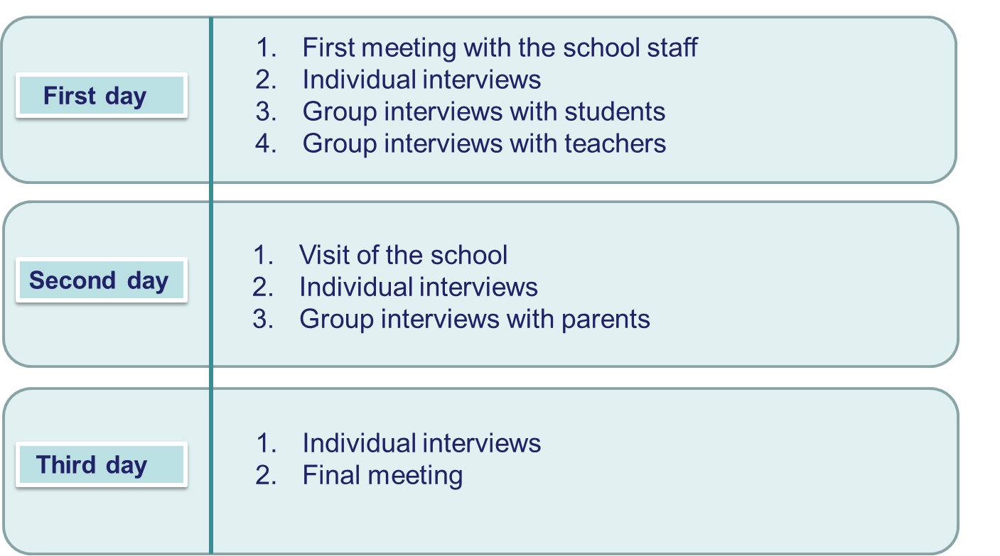 First day
1. First meeting with the school staff
2. Individual interviews
3. Group interviews with students
4. Group interviews with teachers
Second day
1. Visit of the school
2. Individual interviews
3. Group interviews with parents
Third day
1. Individual interviews
2. Final meeting